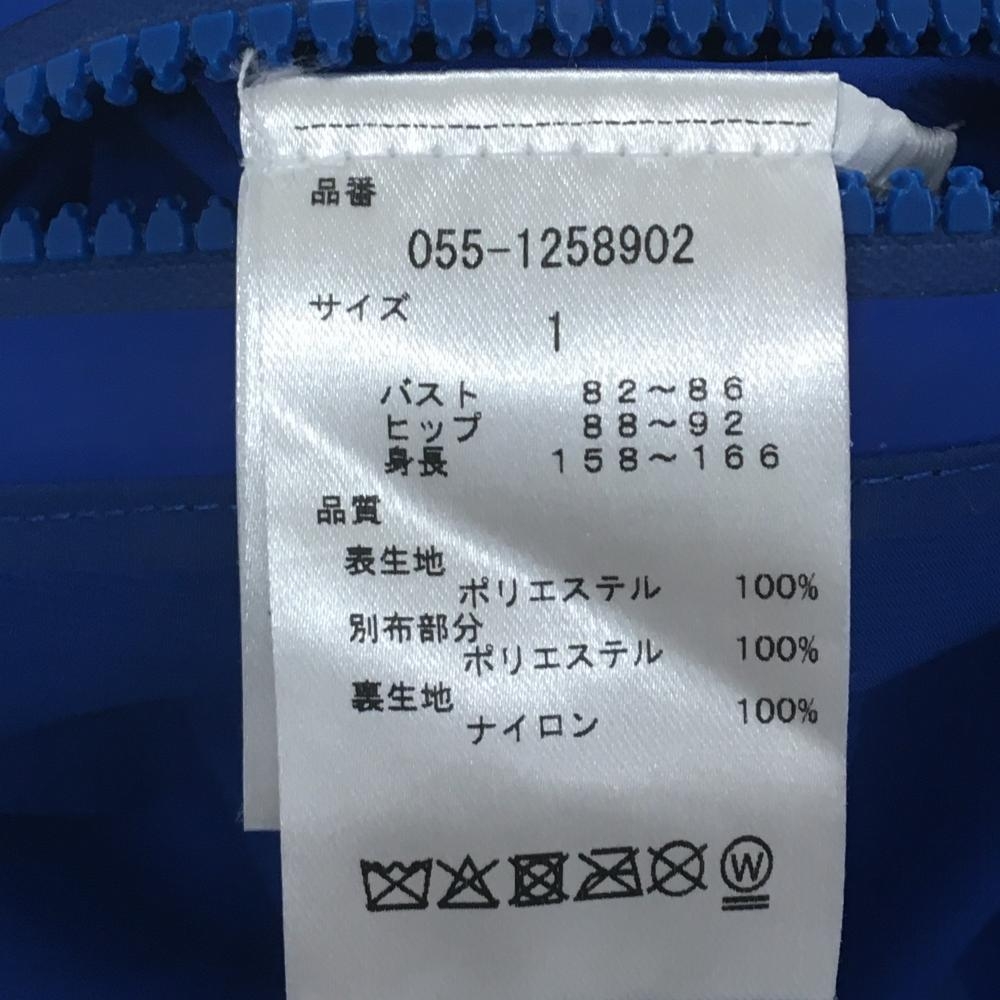 品番
055-1258902
サイズ
1
バスト 82～86
ヒップ 88～92
身長 158～166
品質
表生地
ポリエステル 100%
別布部分
ポリエステル 100%
裏生地
ナイロン 100%
W